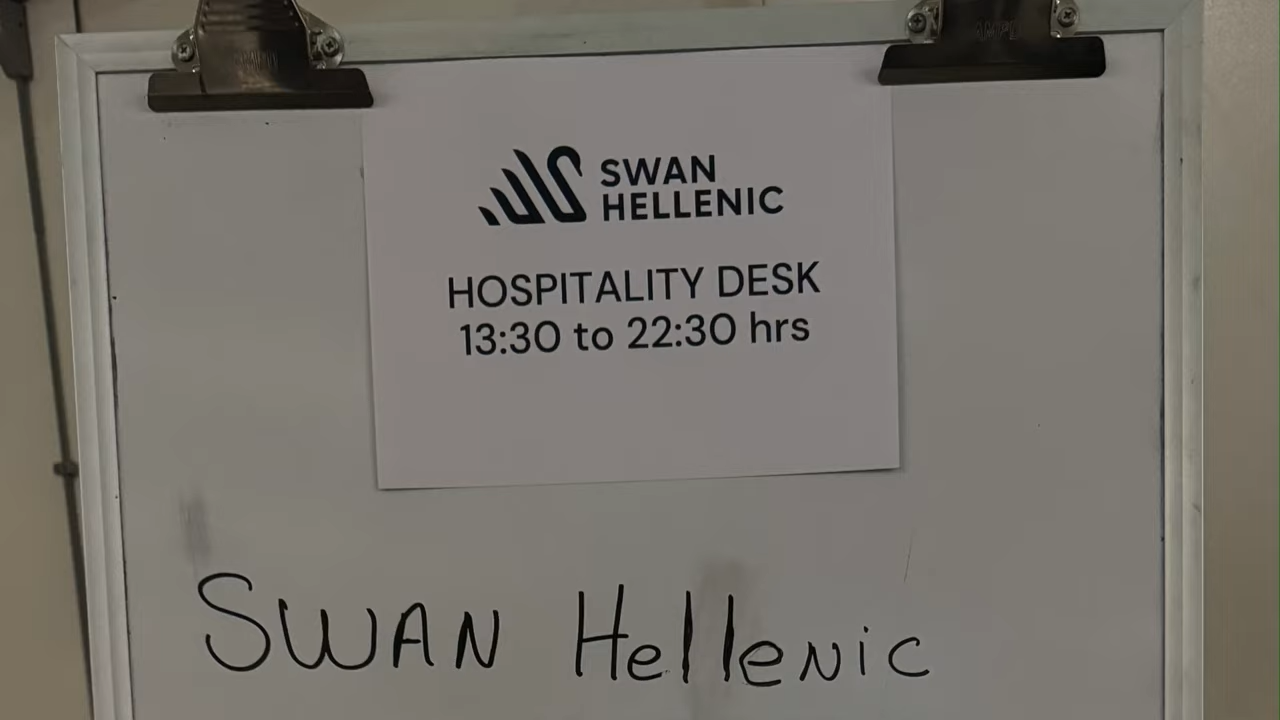 SWAN
HELLENIC
HOSPITALITY DESK
13:30 to 22:30 hrs
SWAN Hellenic